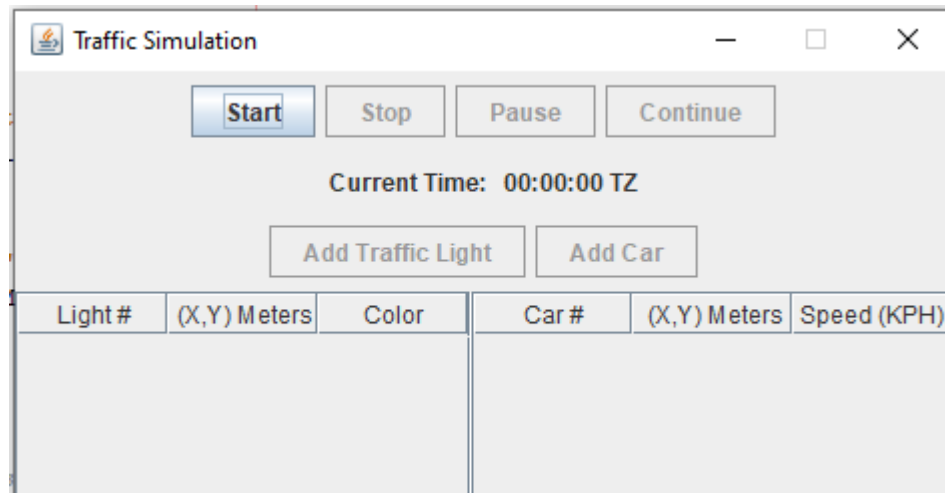 Traffic Simulation
Start Stop Pause Continue
Current Time: 00:00:00 TZ
Add Traffic Light Add Car
Light # (X,Y) Meters Color Car # (X,Y) Meters Speed (KPH)